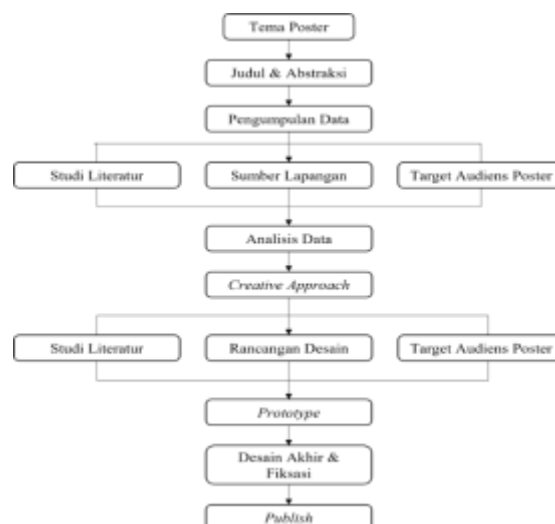 Tema Poster
Judul & Abstraksi
Pengumpulan Data
Studi Literatur
Sumber Lapangan
Target Audiens Poster
Analisis Data
Creative Approach
Studi Literatur
Rancangan Desain
Target Audiens Poster
Prototype
Desain Akhir &
Fiksasi
Publish